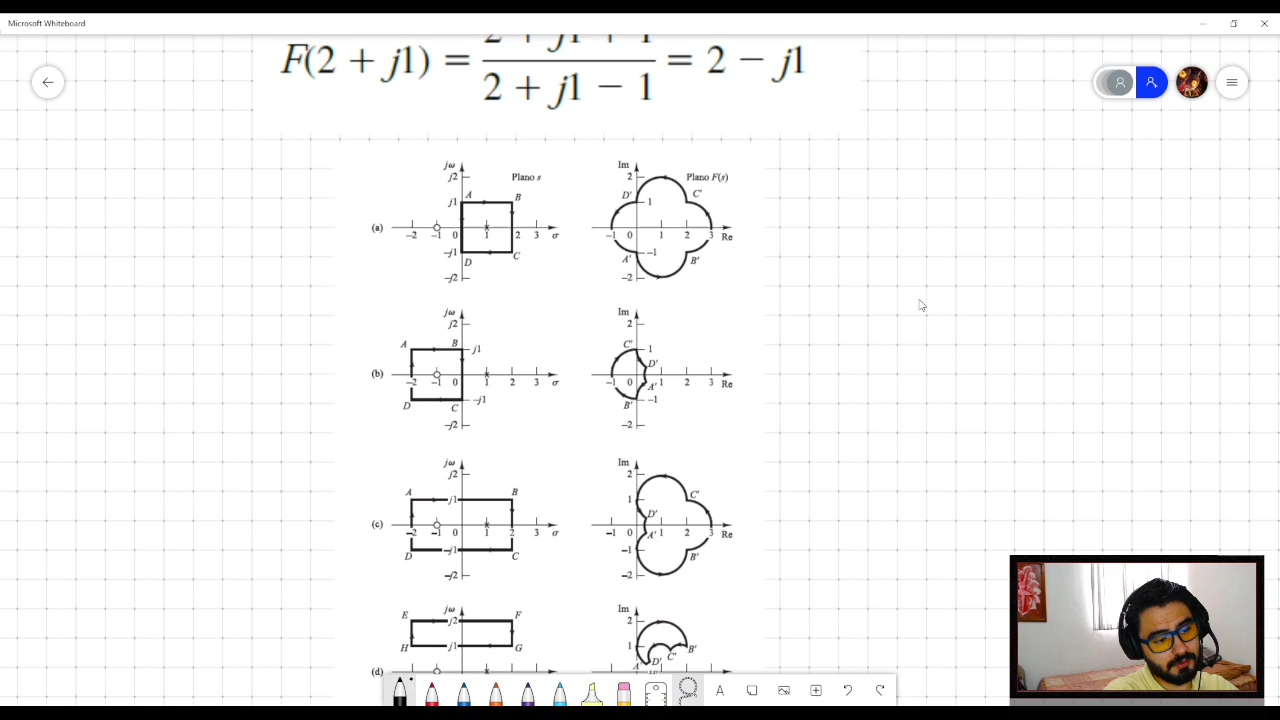 Microsoft Whiteboard
F(2 + j1) = 2 + j1 + 1 / 2 + j1 − 1 = 2 − j1
jω Im
j2 Plano s 2 Plano F(s)
A B D' C'
j1 1
(a) −2 −1 0 1 2 3 σ −1 0 1 2 3 Re
−j1 D C A' −1 B'
−j2 −2
jω Im
j2 2
A B j1 C' 1
D'
(b) −2 −1 0 1 2 3 σ −1 0 1 2 3 Re
A'
D C −j1 B' −1
−j2 −2
jω Im
j2 2
A B C'
j1 1
D'
(c) −2 −1 0 1 2 3 σ −1 0 A' 1 2 3 Re
D −j1 C −1 B'
−j2 −2
jω Im
E j2 F 2
H j1 G 1 B'
A' D' C'
(d)
A